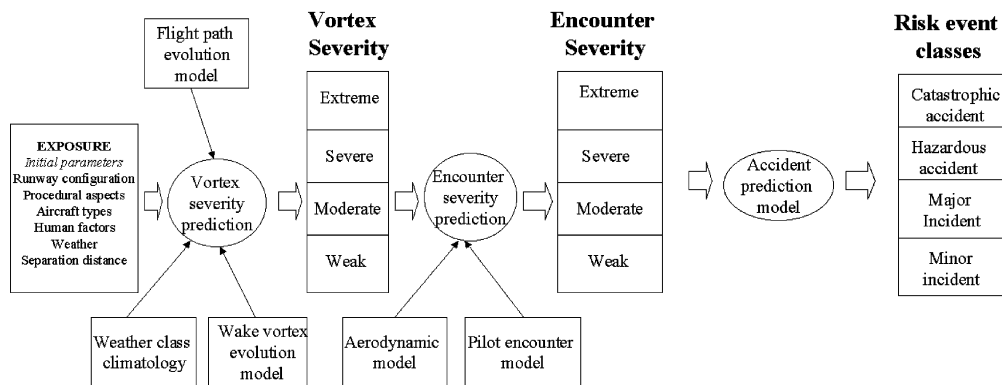 Flight path
evolution
model
EXPOSURE
Initial parameters
Runway configuration
Procedural aspects
Aircraft types
Human factors
Weather
Separation distance
Vortex
severity
prediction
Weather class
climatology
Wake vortex
evolution
model
Vortex
Severity
Extreme
Severe
Moderate
Weak
Encounter
severity
prediction
Aerodynamic
model
Pilot encounter
model
Encounter
Severity
Extreme
Severe
Moderate
Weak
Accident
prediction
model
Risk event
classes
Catastrophic
accident
Hazardous
accident
Major
Incident
Minor
incident